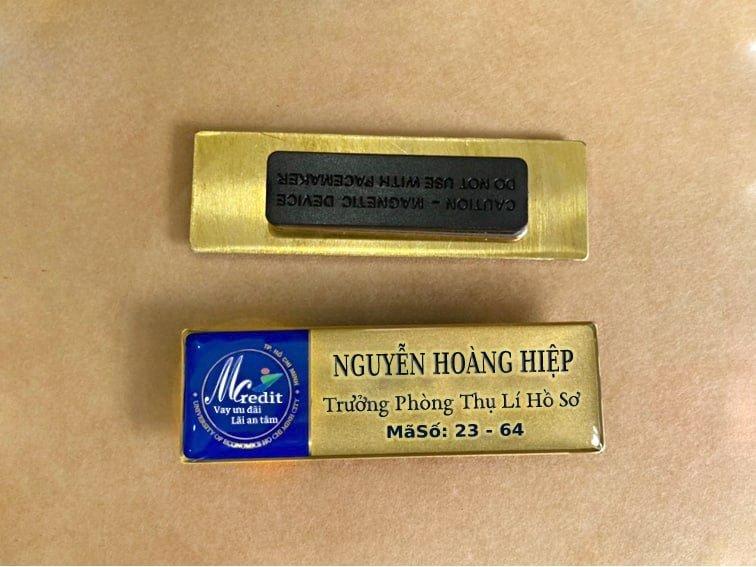 CAUTION - MAGNETIC DEVICE
DO NOT USE WITH PACEMAKER
TP. HỒ CHÍ MINH
Mcredit
Vay ưu đãi
Lãi an tâm
UNIVERSITY OF ECONOMICS HO CHI MINH CITY
NGUYỄN HOÀNG HIỆP
Trưởng Phòng Thụ Lí Hồ Sơ
MãSố: 23 - 64